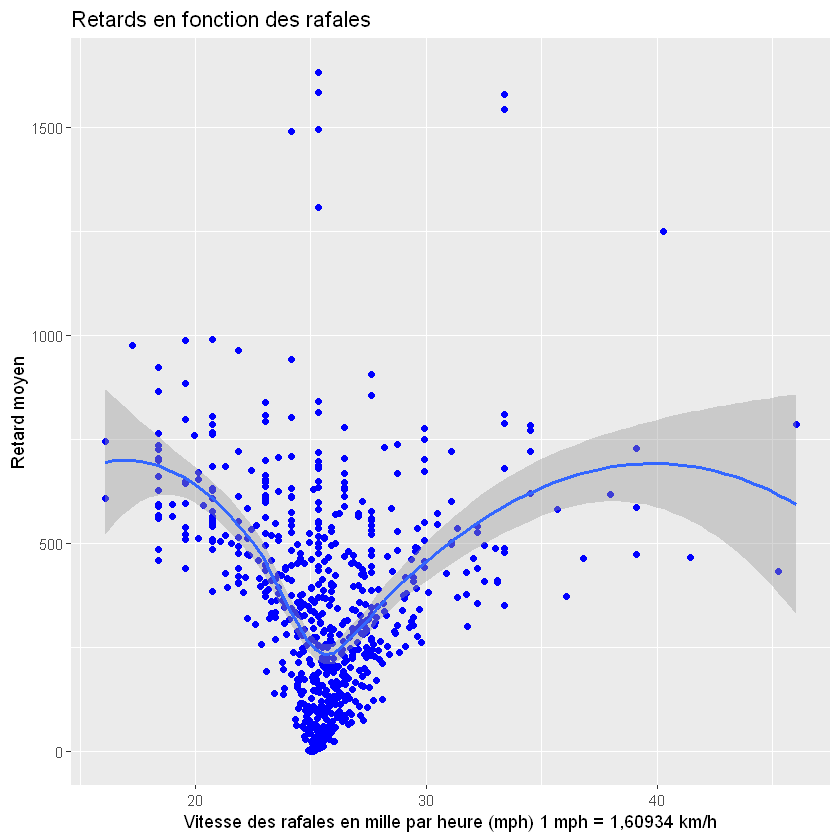 Retards en fonction des rafales
1500
1000
500
0
Retard moyen
20 30 40
Vitesse des rafales en mille par heure (mph) 1 mph = 1,60934 km/h